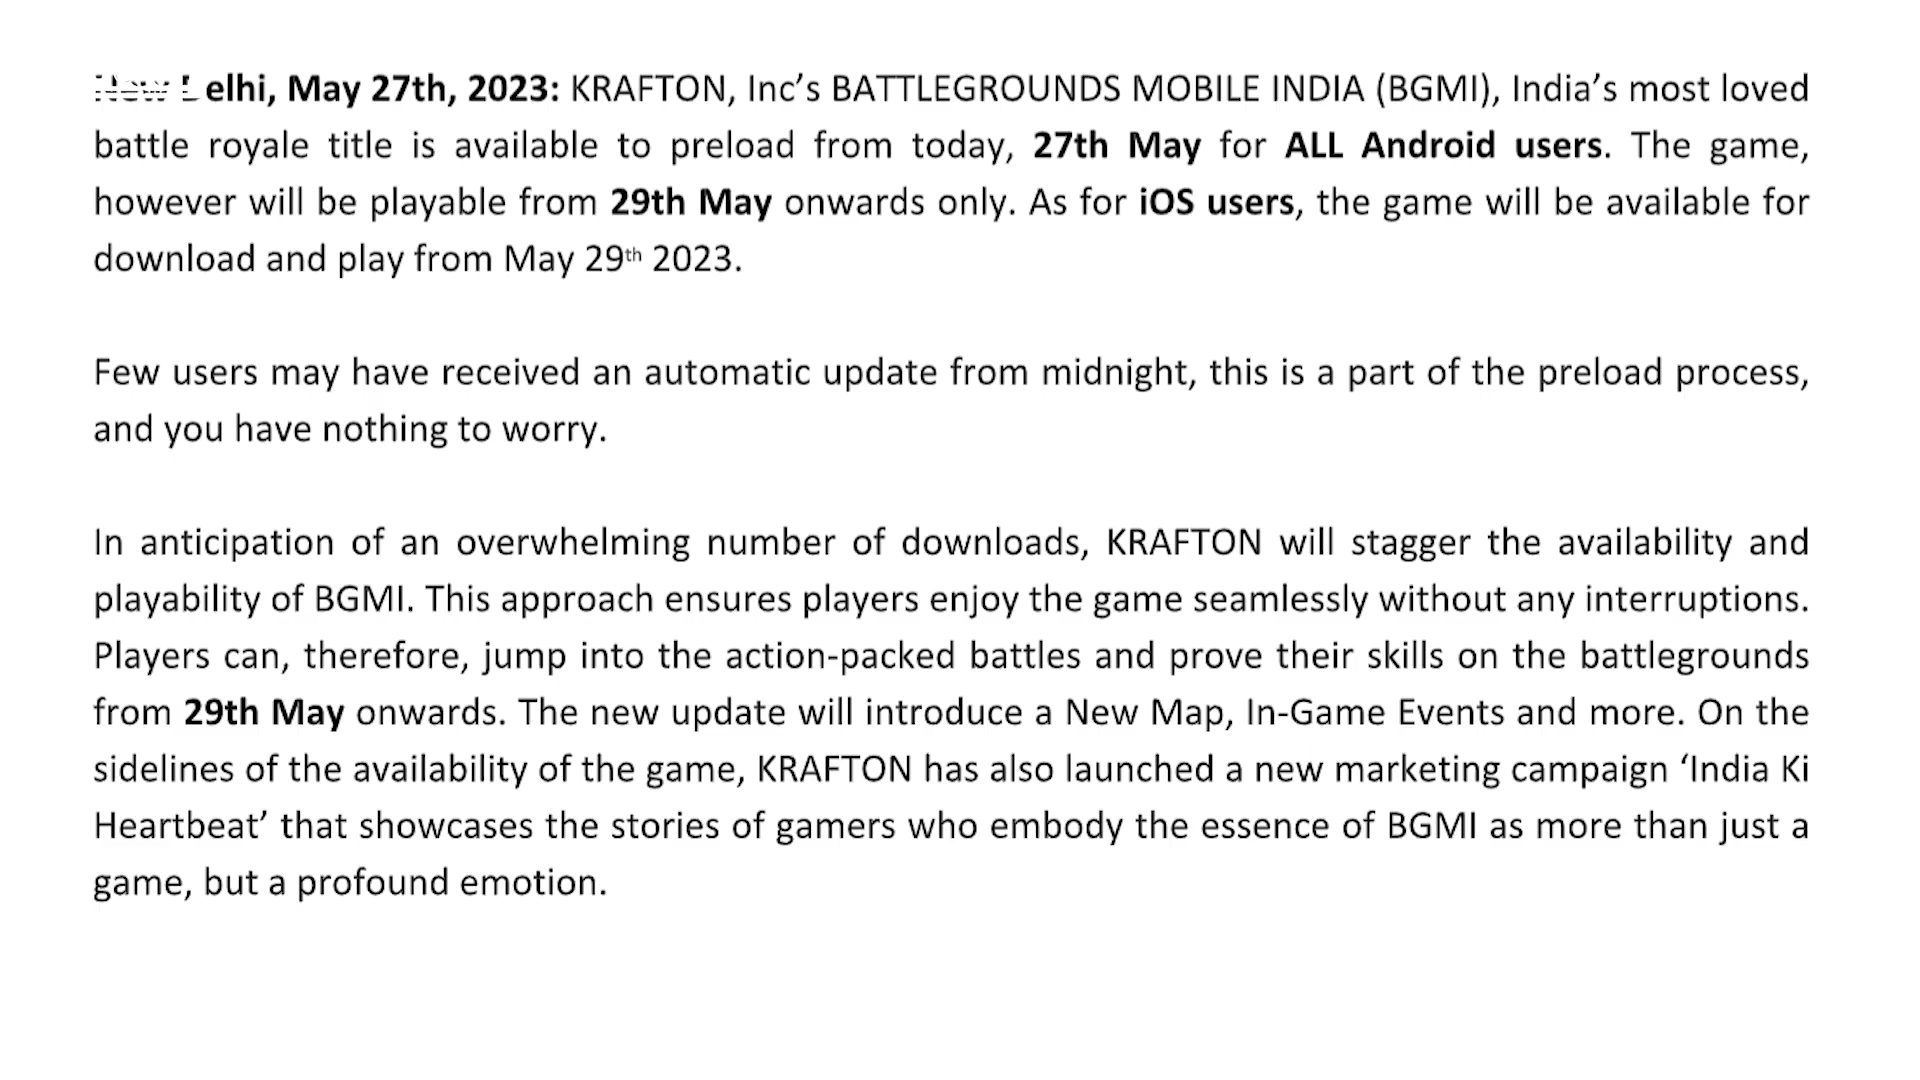 New Delhi, May 27th, 2023: KRAFTON, Inc’s BATTLEGROUNDS MOBILE INDIA (BGMI), India’s most loved
battle royale title is available to preload from today, 27th May for ALL Android users. The game,
however will be playable from 29th May onwards only. As for iOS users, the game will be available for
download and play from May 29th 2023.
Few users may have received an automatic update from midnight, this is a part of the preload process,
and you have nothing to worry.
In anticipation of an overwhelming number of downloads, KRAFTON will stagger the availability and
playability of BGMI. This approach ensures players enjoy the game seamlessly without any interruptions.
Players can, therefore, jump into the action-packed battles and prove their skills on the battlegrounds
from 29th May onwards. The new update will introduce a New Map, In-Game Events and more. On the
sidelines of the availability of the game, KRAFTON has also launched a new marketing campaign ‘India Ki
Heartbeat’ that showcases the stories of gamers who embody the essence of BGMI as more than just a
game, but a profound emotion.